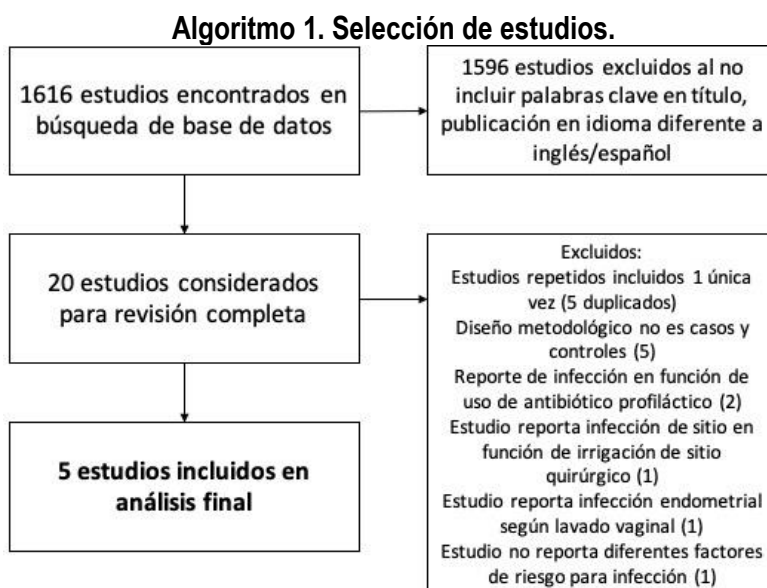 Algoritmo 1. Selección de estudios.
1616 estudios encontrados en
búsqueda de base de datos
1596 estudios excluidos al no
incluir palabras clave en título,
publicación en idioma diferente a
inglés/español
20 estudios considerados
para revisión completa
Excluidos:
Estudios repetidos incluidos 1 única
vez (5 duplicados)
Diseño metodológico no es casos y
controles (5)
Reporte de infección en función de
uso de antibiótico profiláctico (2)
Estudio reporta infección de sitio en
función de irrigación de sitio
quirúrgico (1)
Estudio reporta infección endometrial
según lavado vaginal (1)
Estudio no reporta diferentes factores
de riesgo para infección (1)
5 estudios incluidos en
análisis final